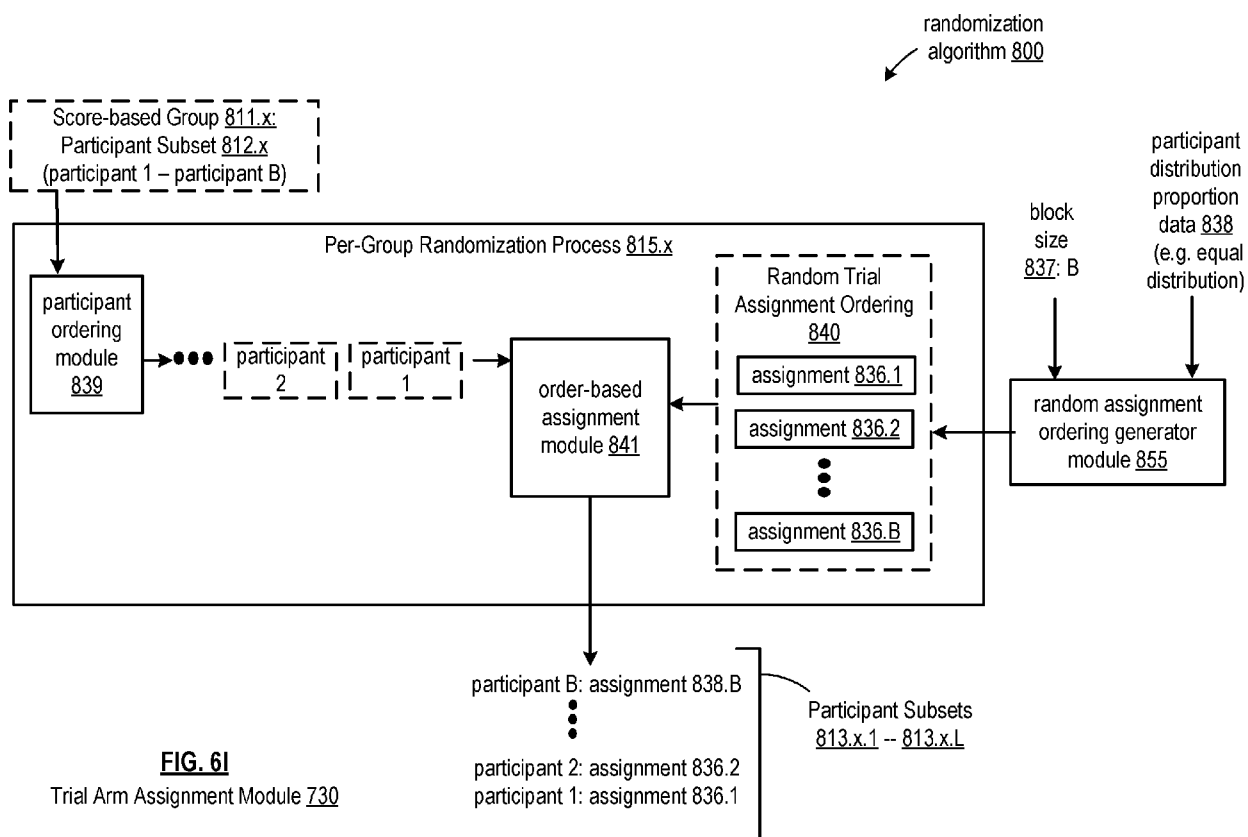 randomization
algorithm 800
Score-based Group 811.x:
Participant Subset 812.x
(participant 1 – participant B)
participant
distribution
proportion
data 838
(e.g. equal
distribution)
block
size
837: B
Per-Group Randomization Process 815.x
participant
ordering
module
839
participant
2
participant
1
order-based
assignment
module 841
Random Trial
Assignment Ordering
840
assignment 836.1
assignment 836.2
assignment 836.B
random assignment
ordering generator
module 855
participant B: assignment 838.B
participant 2: assignment 836.2
participant 1: assignment 836.1
Participant Subsets
813.x.1 -- 813.x.L
FIG. 6I
Trial Arm Assignment Module 730